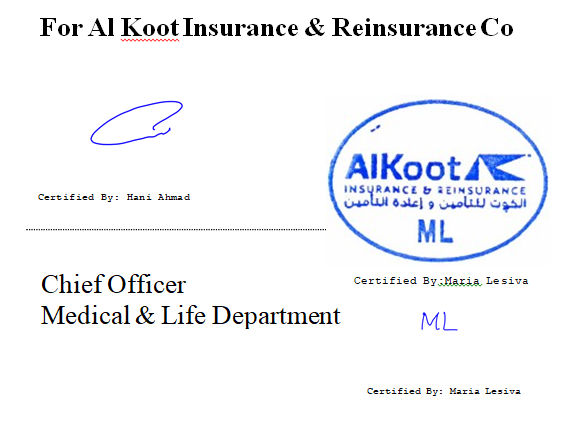 For Al Koot Insurance & Reinsurance Co
Certified By: Hani Ahmad
AlKoot
INSURANCE & REINSURANCE
الكوت للتأمين و إعادة التأمين
ML
Certified By:Maria Lesiva
Chief Officer
Medical & Life Department
ML
Certified By: Maria Lesiva